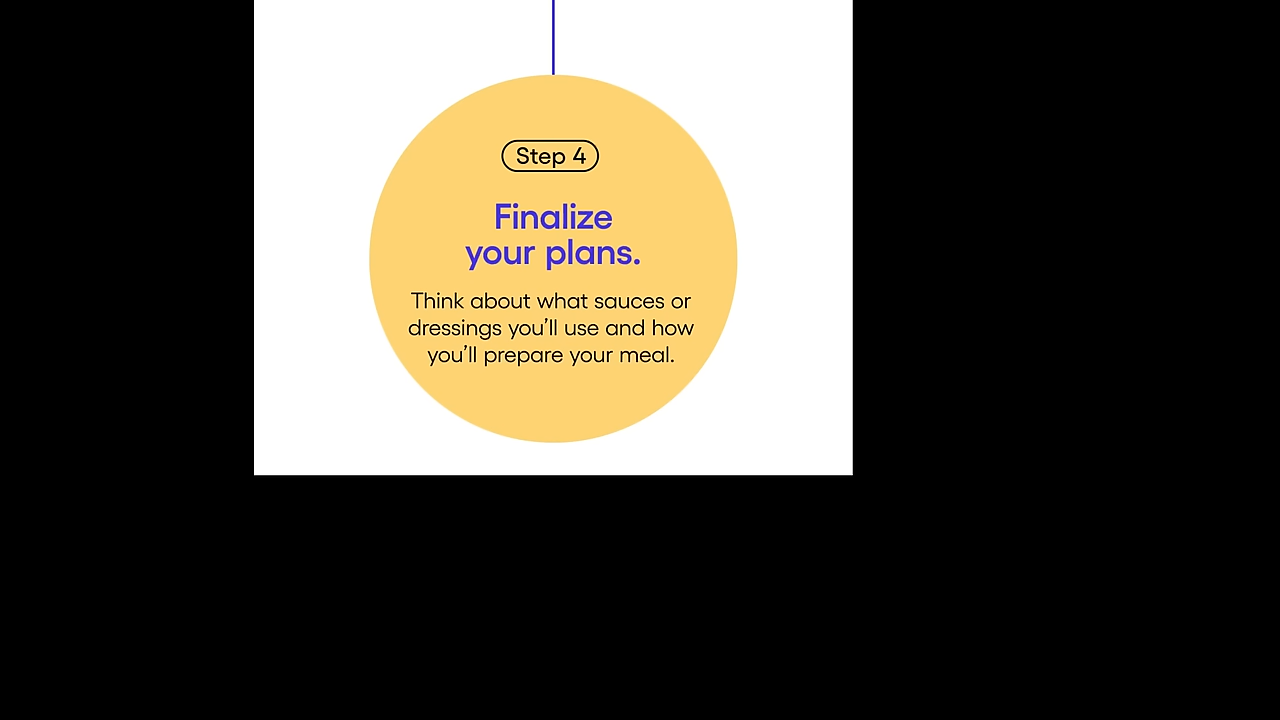 Step 4
Finalize
your plans.
Think about what sauces or
dressings you’ll use and how
you’ll prepare your meal.